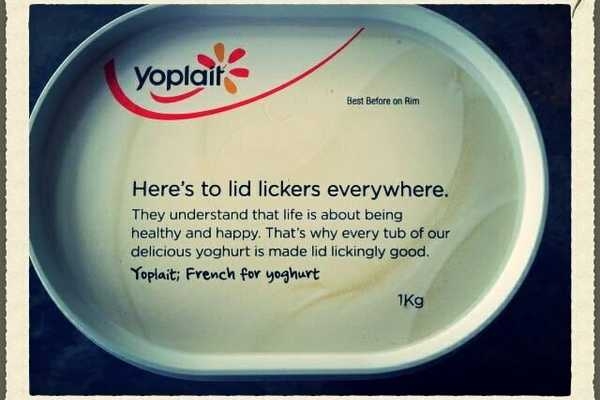 Yoplait
Best Before on Rim
Here's to lid lickers everywhere.
They understand that life is about being
healthy and happy. That's why every tub of our
delicious yoghurt is made lid lickingly good.
Yoplait; French for yoghurt
1Kg